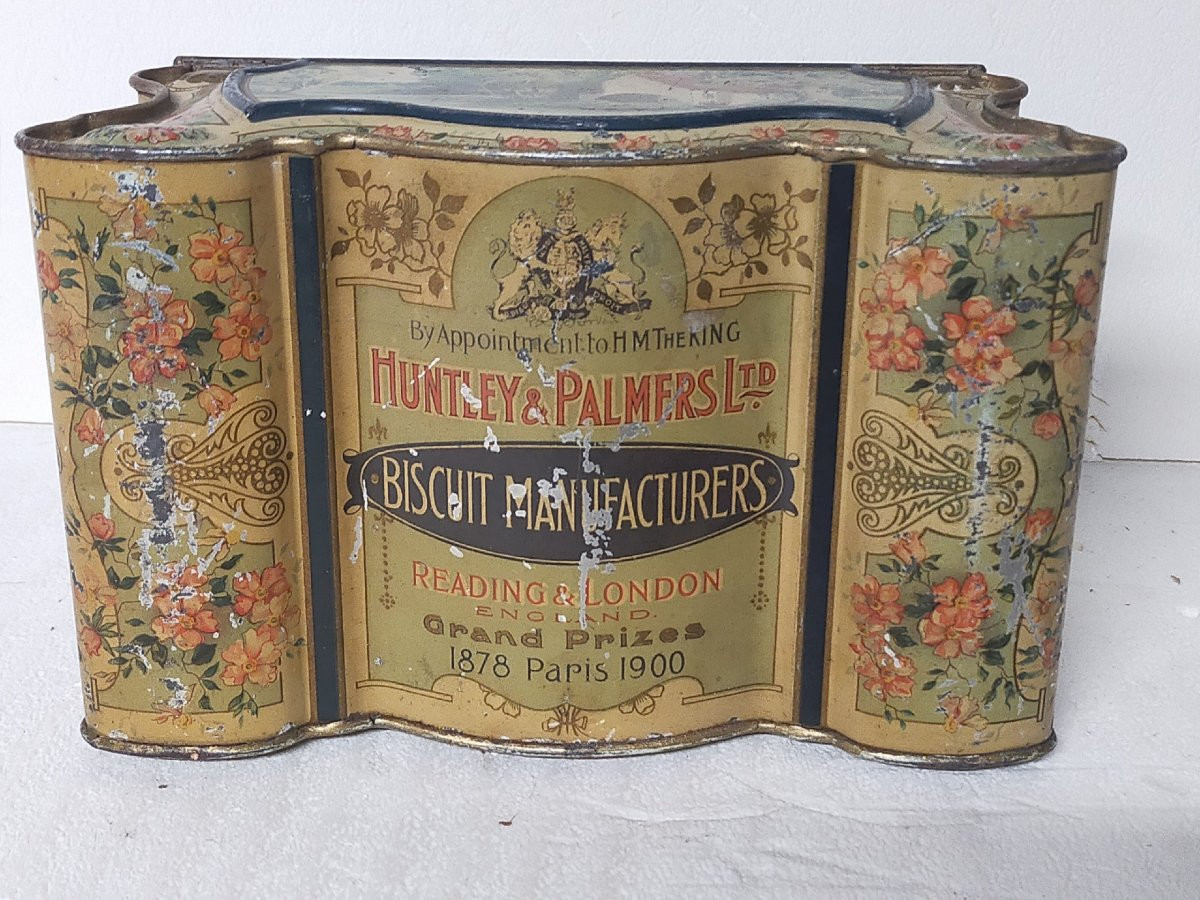 By Appointment to H M THE KING
HUNTLEY & PALMERS LTD.
BISCUIT MANUFACTURERS
READING & LONDON
ENGLAND.
Grand Prizes
1878 Paris 1900